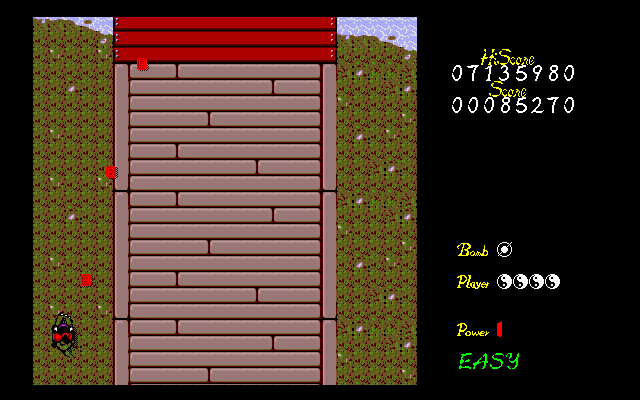 HiScore
07135980
Score
00085270
Bomb
Player
Power
EASY